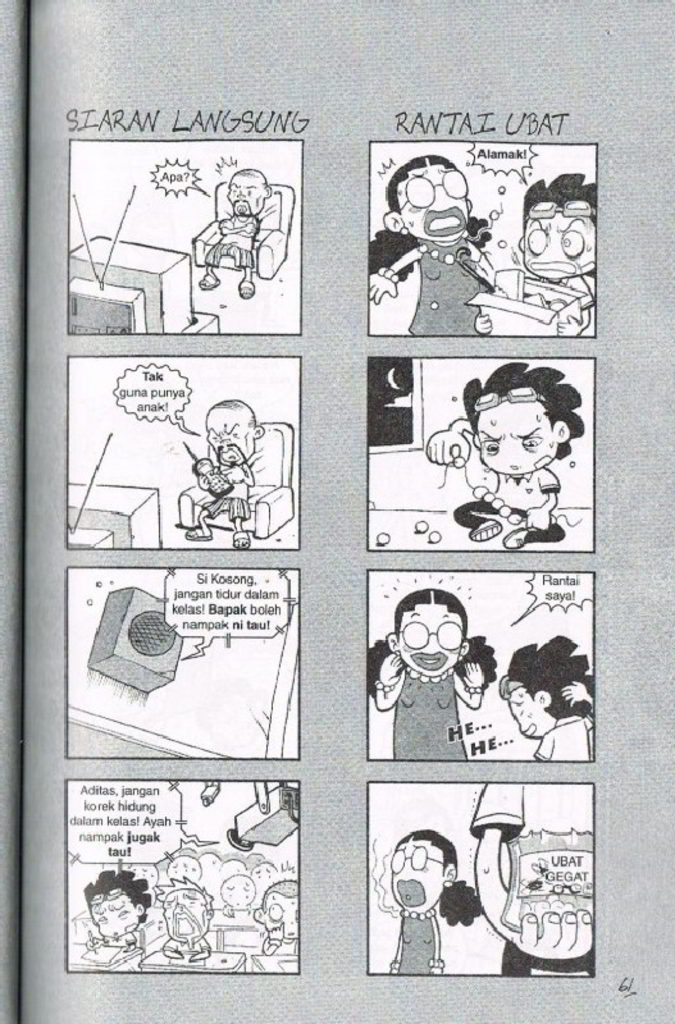 SIARAN LANGSUNG
Apa?
Tak
guna punya
anak!
Si Kosong,
jangan tidur dalam
kelas! Bapak boleh
nampak ni tau!
Aditas, jangan
korek hidung
dalam kelas! Ayah
nampak jugak
tau!
RANTAI UBAT
Alamak!
Rantai
saya!
HE...
HE...
UBAT
GEGAT
61